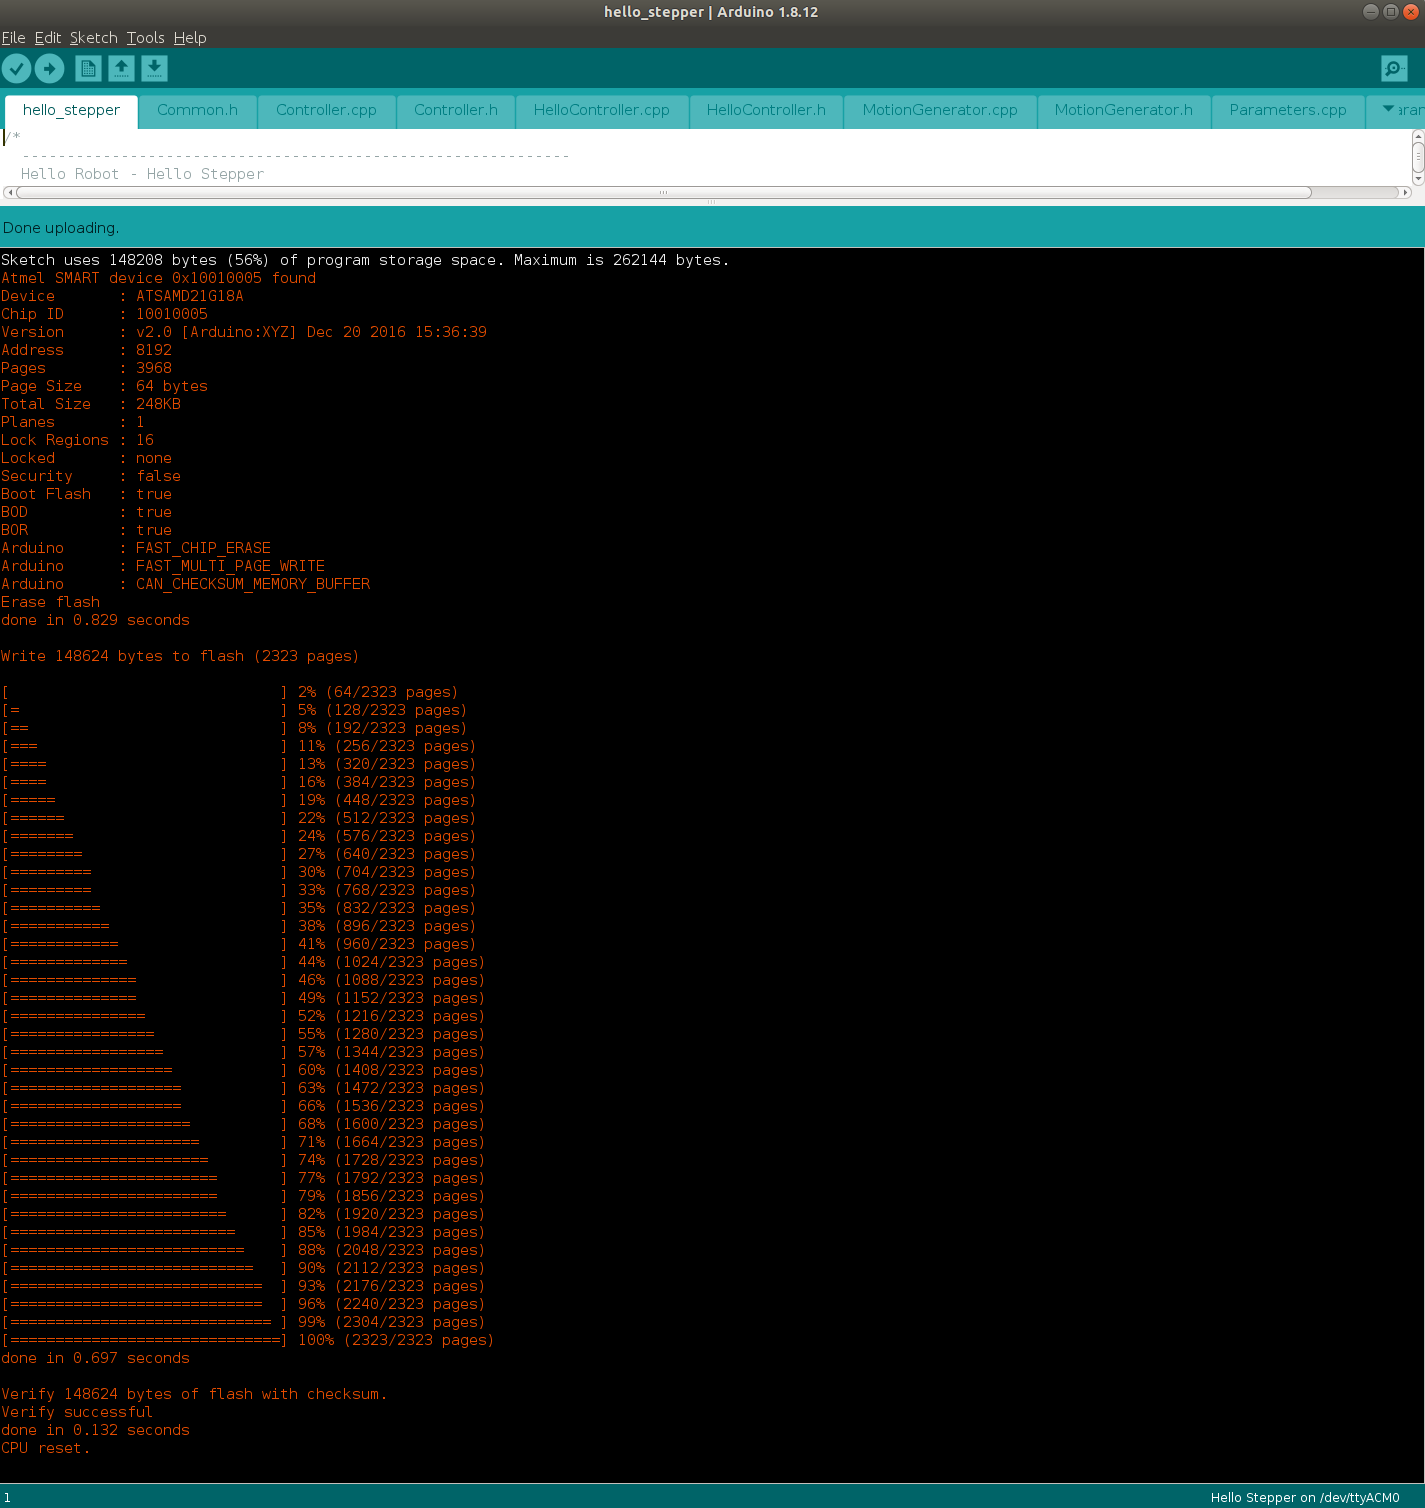 hello_stepper | Arduino 1.8.12
File Edit Sketch Tools Help
hello_stepper Common.h Controller.cpp Controller.h HelloController.cpp HelloController.h MotionGenerator.cpp MotionGenerator.h Parameters.cpp
/*
-------------------------------------------------------------
Hello Robot - Hello Stepper
Done uploading.
Sketch uses 148208 bytes (56%) of program storage space. Maximum is 262144 bytes.
Atmel SMART device 0x10010005 found
Device       : ATSAMD21G18A
Chip ID      : 10010005
Version      : v2.0 [Arduino:XYZ] Dec 20 2016 15:36:39
Address      : 8192
Pages        : 3968
Page Size    : 64 bytes
Total Size   : 248KB
Planes       : 1
Lock Regions : 16
Locked       : none
Security     : false
Boot Flash   : true
BOD          : true
BOR          : true
Arduino      : FAST_CHIP_ERASE
Arduino      : FAST_MULTI_PAGE_WRITE
Arduino      : CAN_CHECKSUM_MEMORY_BUFFER
Erase flash
done in 0.829 seconds
Write 148624 bytes to flash (2323 pages)
[                              ] 2% (64/2323 pages)
[=                             ] 5% (128/2323 pages)
[==                            ] 8% (192/2323 pages)
[===                           ] 11% (256/2323 pages)
[====                          ] 13% (320/2323 pages)
[====                          ] 16% (384/2323 pages)
[=====                         ] 19% (448/2323 pages)
[======                        ] 22% (512/2323 pages)
[=======                       ] 24% (576/2323 pages)
[========                      ] 27% (640/2323 pages)
[=========                     ] 30% (704/2323 pages)
[=========                     ] 33% (768/2323 pages)
[==========                    ] 35% (832/2323 pages)
[===========                   ] 38% (896/2323 pages)
[============                  ] 41% (960/2323 pages)
[=============                 ] 44% (1024/2323 pages)
[==============                ] 46% (1088/2323 pages)
[==============                ] 49% (1152/2323 pages)
[===============               ] 52% (1216/2323 pages)
[================              ] 55% (1280/2323 pages)
[=================             ] 57% (1344/2323 pages)
[==================            ] 60% (1408/2323 pages)
[===================           ] 63% (1472/2323 pages)
[===================           ] 66% (1536/2323 pages)
[====================          ] 68% (1600/2323 pages)
[=====================         ] 71% (1664/2323 pages)
[======================        ] 74% (1728/2323 pages)
[=======================       ] 77% (1792/2323 pages)
[=======================       ] 79% (1856/2323 pages)
[========================      ] 82% (1920/2323 pages)
[=========================     ] 85% (1984/2323 pages)
[==========================    ] 88% (2048/2323 pages)
[===========================   ] 90% (2112/2323 pages)
[============================  ] 93% (2176/2323 pages)
[============================  ] 96% (2240/2323 pages)
[============================= ] 99% (2304/2323 pages)
[==============================] 100% (2323/2323 pages)
done in 0.697 seconds
Verify 148624 bytes of flash with checksum.
Verify successful
done in 0.132 seconds
CPU reset.
1 Hello Stepper on /dev/ttyACM0